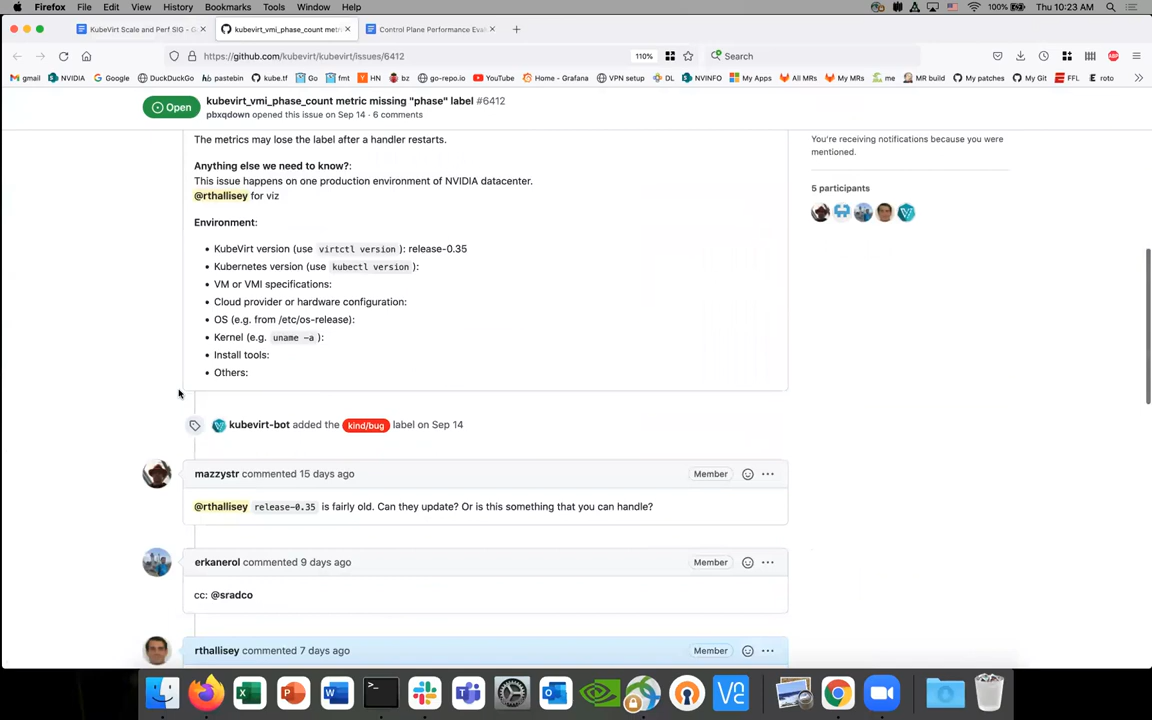 Firefox File Edit View History Bookmarks Tools Window Help
100% Thu 10:23 AM
KubeVirt Scale and Perf SIG - G
kubevirt_vmi_phase_count metr
Control Plane Performance Eva
https://github.com/kubevirt/kubevirt/issues/6412
110%
Search
gmail NVIDIA Google DuckDuckGo pastebin kube.tf Go fmt HN bz go-repo.io YouTube Home - Grafana VPN setup DL NVINFO My Apps All MRs My MRs me MR build My patches My Git FFL roto
Open
kubevirt_vmi_phase_count metric missing "phase" label #6412
pbxqdown opened this issue on Sep 14 · 6 comments
The metrics may lose the label after a handler restarts.
Anything else we need to know?:
This issue happens on one production environment of NVIDIA datacenter.
@rthallisey for viz
Environment:
KubeVirt version (use virtctl version ): release-0.35
Kubernetes version (use kubectl version ):
VM or VMI specifications:
Cloud provider or hardware configuration:
OS (e.g. from /etc/os-release):
Kernel (e.g. uname -a ):
Install tools:
Others:
You're receiving notifications because you were
mentioned.
5 participants
kubevirt-bot added the kind/bug label on Sep 14
mazzystr commented 15 days ago
Member
@rthallisey release-0.35 is fairly old. Can they update? Or is this something that you can handle?
erkanerol commented 9 days ago
Member
cc: @sradco
rthallisey commented 7 days ago
Member